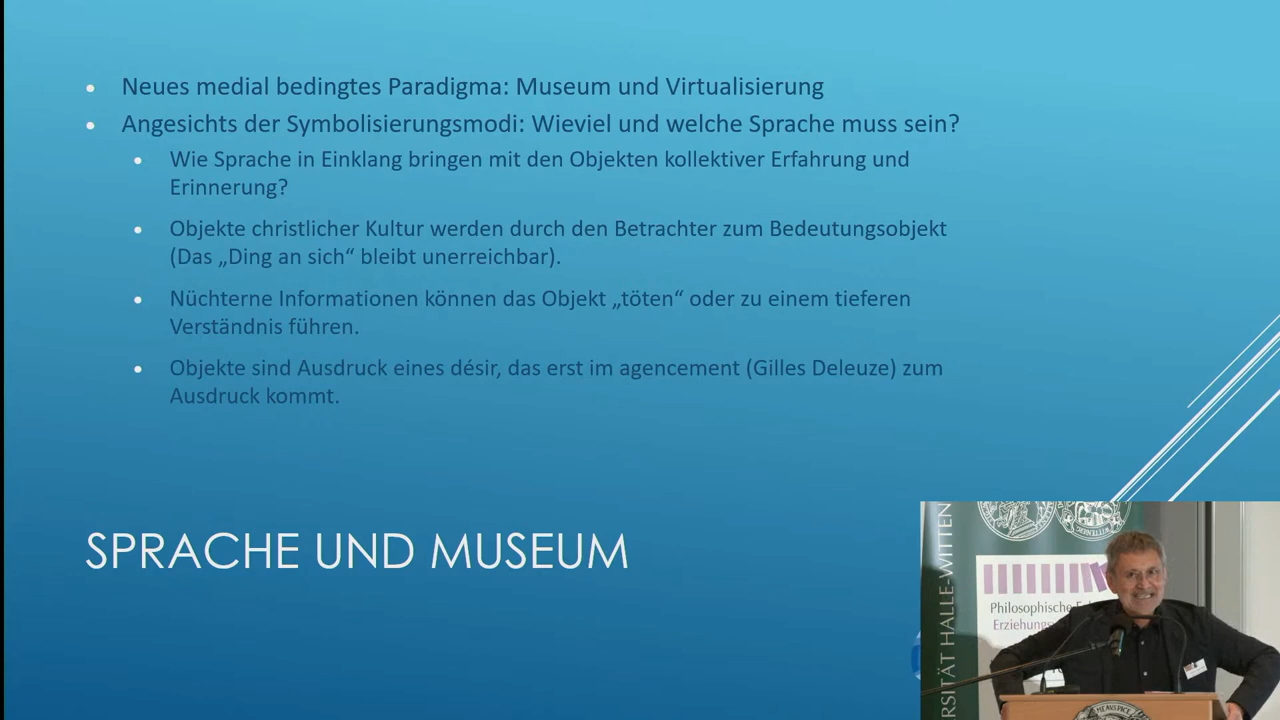 Neues medial bedingtes Paradigma: Museum und Virtualisierung
Angesichts der Symbolisierungsmodi: Wieviel und welche Sprache muss sein?
Wie Sprache in Einklang bringen mit den Objekten kollektiver Erfahrung und
Erinnerung?
Objekte christlicher Kultur werden durch den Betrachter zum Bedeutungsobjekt
(Das „Ding an sich“ bleibt unerreichbar).
Nüchterne Informationen können das Objekt „töten“ oder zu einem tieferen
Verständnis führen.
Objekte sind Ausdruck eines désir, das erst im agencement (Gilles Deleuze) zum
Ausdruck kommt.
SPRACHE UND MUSEUM
RSITÄT HALLE-WITTEN
Philosophische